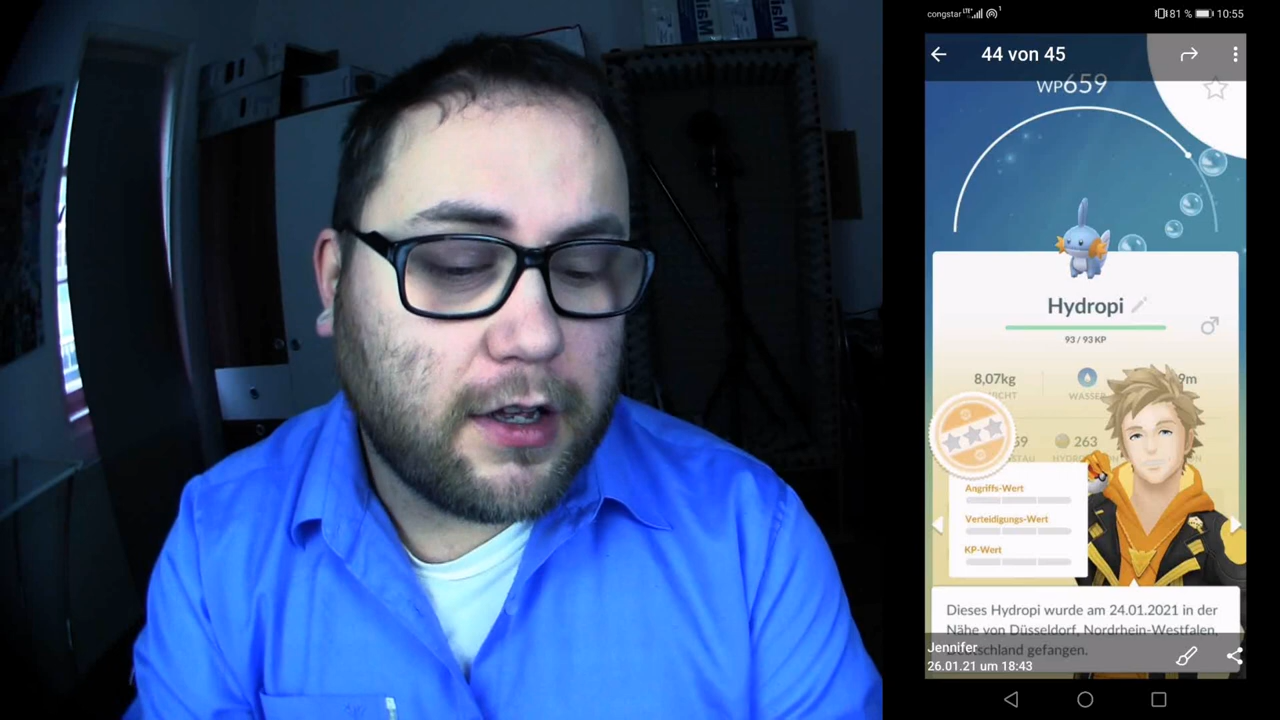 congstar
81 %
10:55
44 von 45
WP659
Hydropi
93 / 93 KP
8,07kg
9m
WASSER
263
Angriffs-Wert
Verteidigungs-Wert
KP-Wert
Dieses Hydropi wurde am 24.01.2021 in der
Nähe von Düsseldorf, Nordrhein-Westfalen,
gefangen.
Jennifer
26.01.21 um 18:43